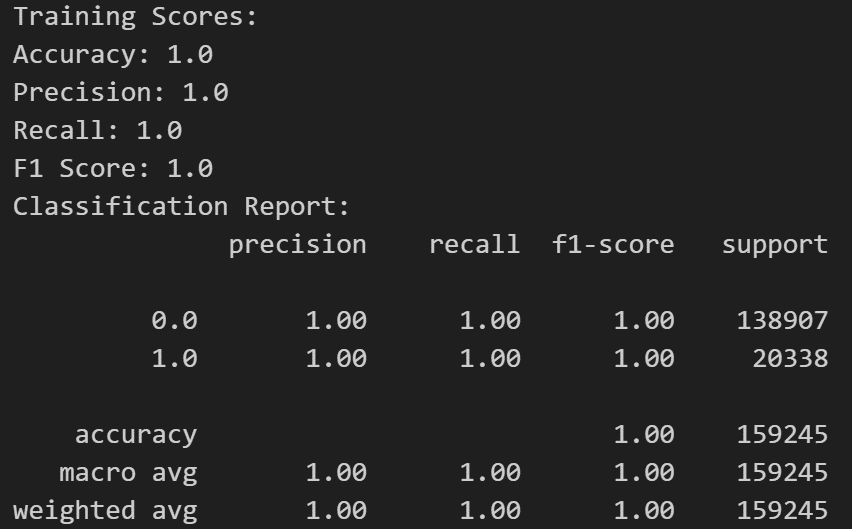 Training Scores:
Accuracy: 1.0
Precision: 1.0
Recall: 1.0
F1 Score: 1.0
Classification Report:
precision recall f1-score support
0.0 1.00 1.00 1.00 138907
1.0 1.00 1.00 1.00 20338
accuracy 1.00 159245
macro avg 1.00 1.00 1.00 159245
weighted avg 1.00 1.00 1.00 159245